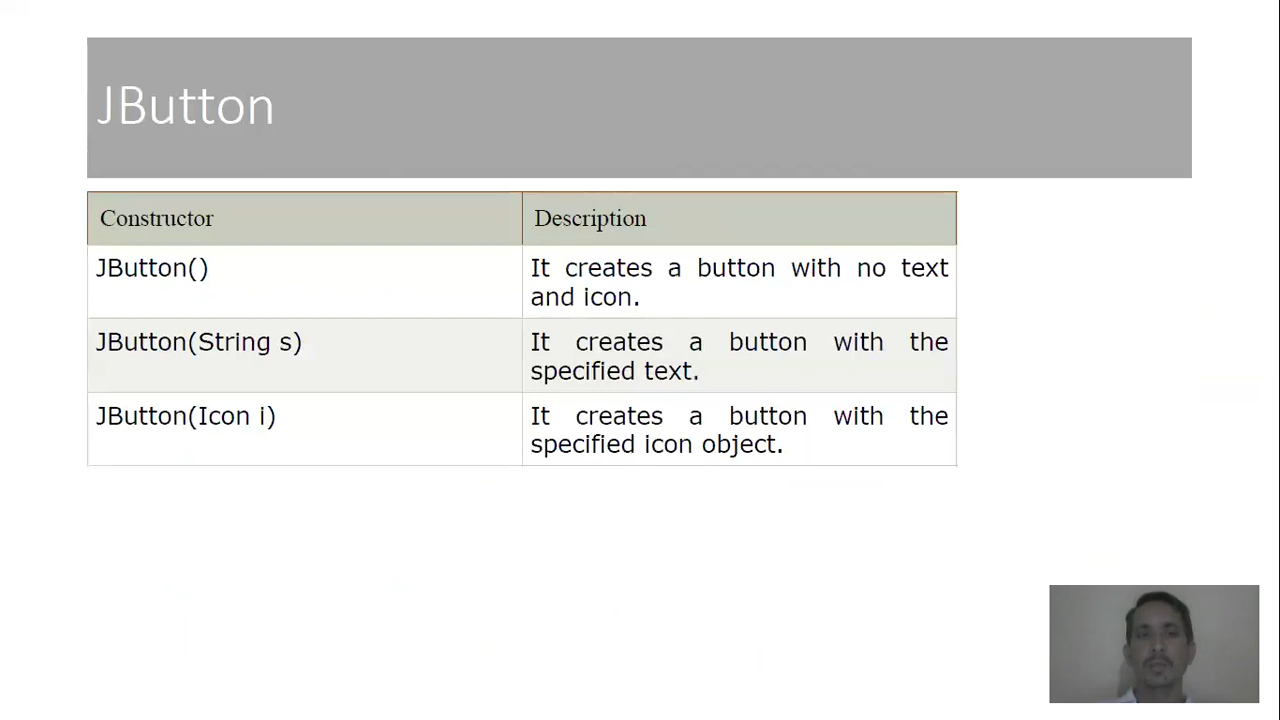 JButton
Constructor
Description
JButton()
It creates a button with no text
and icon.
JButton(String s)
It creates a button with the
specified text.
JButton(Icon i)
It creates a button with the
specified icon object.